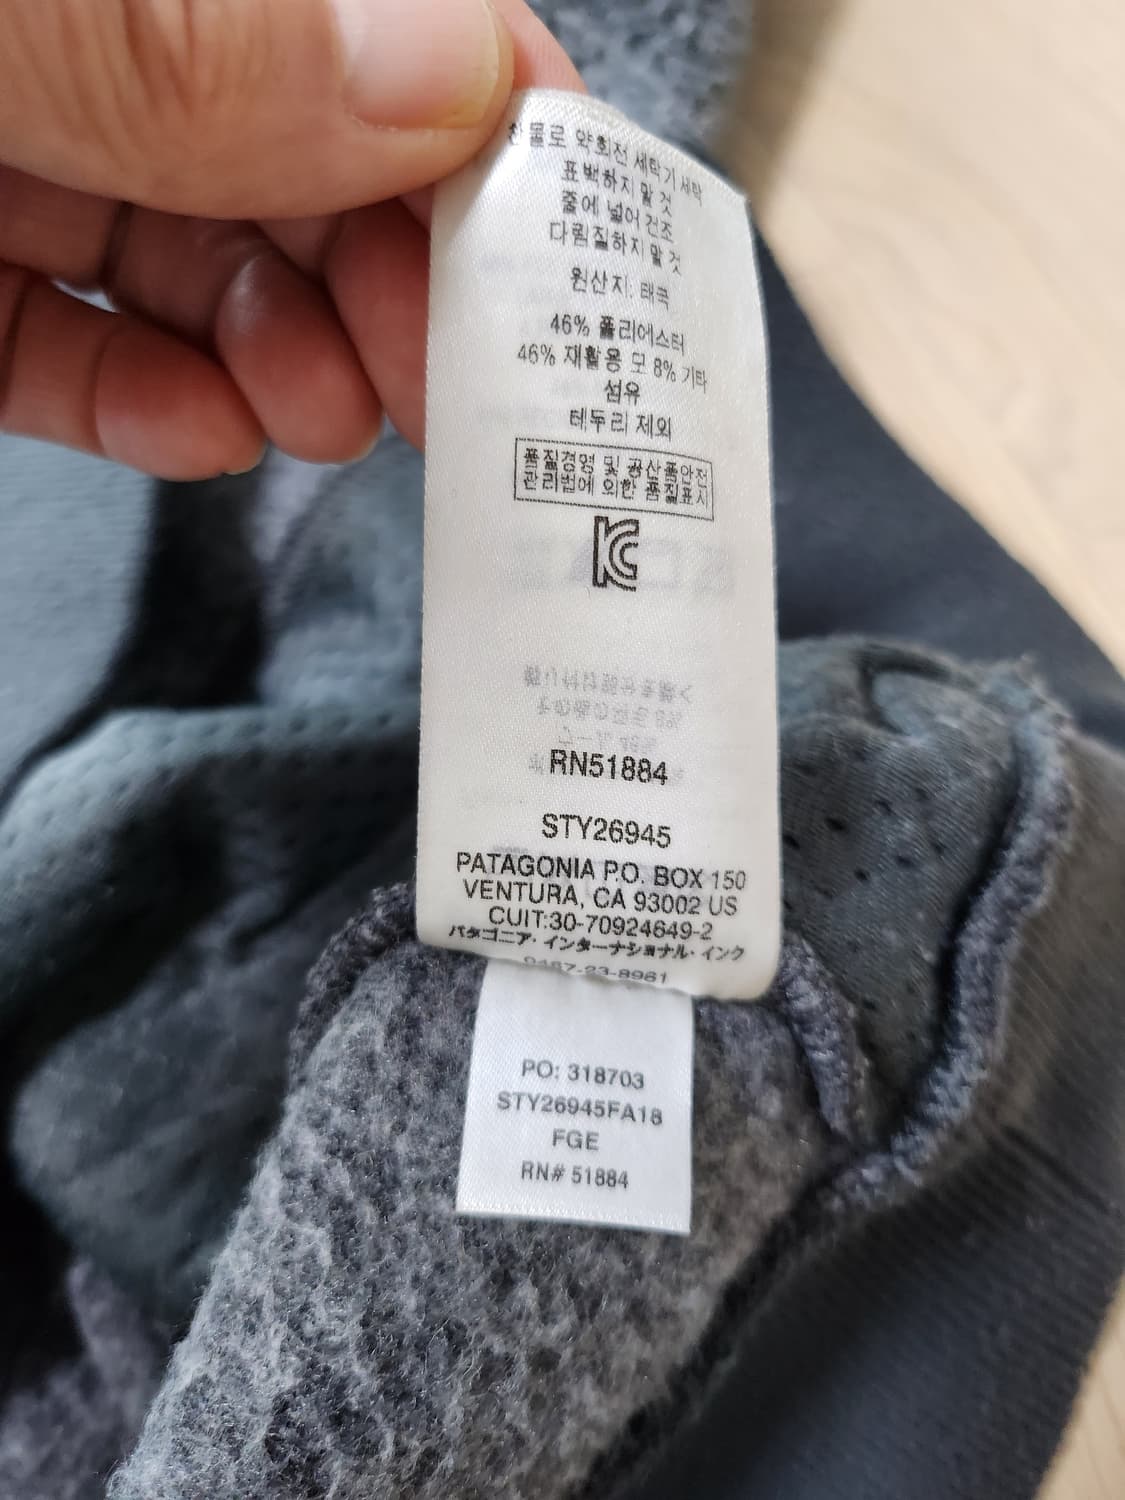 찬물로 약회전 세탁기 세탁
표백하지 말 것
줄에 널어 건조
다림질하지 말 것
원산지: 태국
46% 폴리에스터
46% 재활용 모 8% 기타
섬유
테두리 제외
품질경영 및 공산품안전
관리법에 의한 품질표시
KC
RN51884
STY26945
PATAGONIA P.O. BOX 150
VENTURA, CA 93002 US
CUIT:30-70924649-2
パタゴニア・インターナショナル・インク
0467-23-8961
PO: 318703
STY26945FA18
FGE
RN# 51884